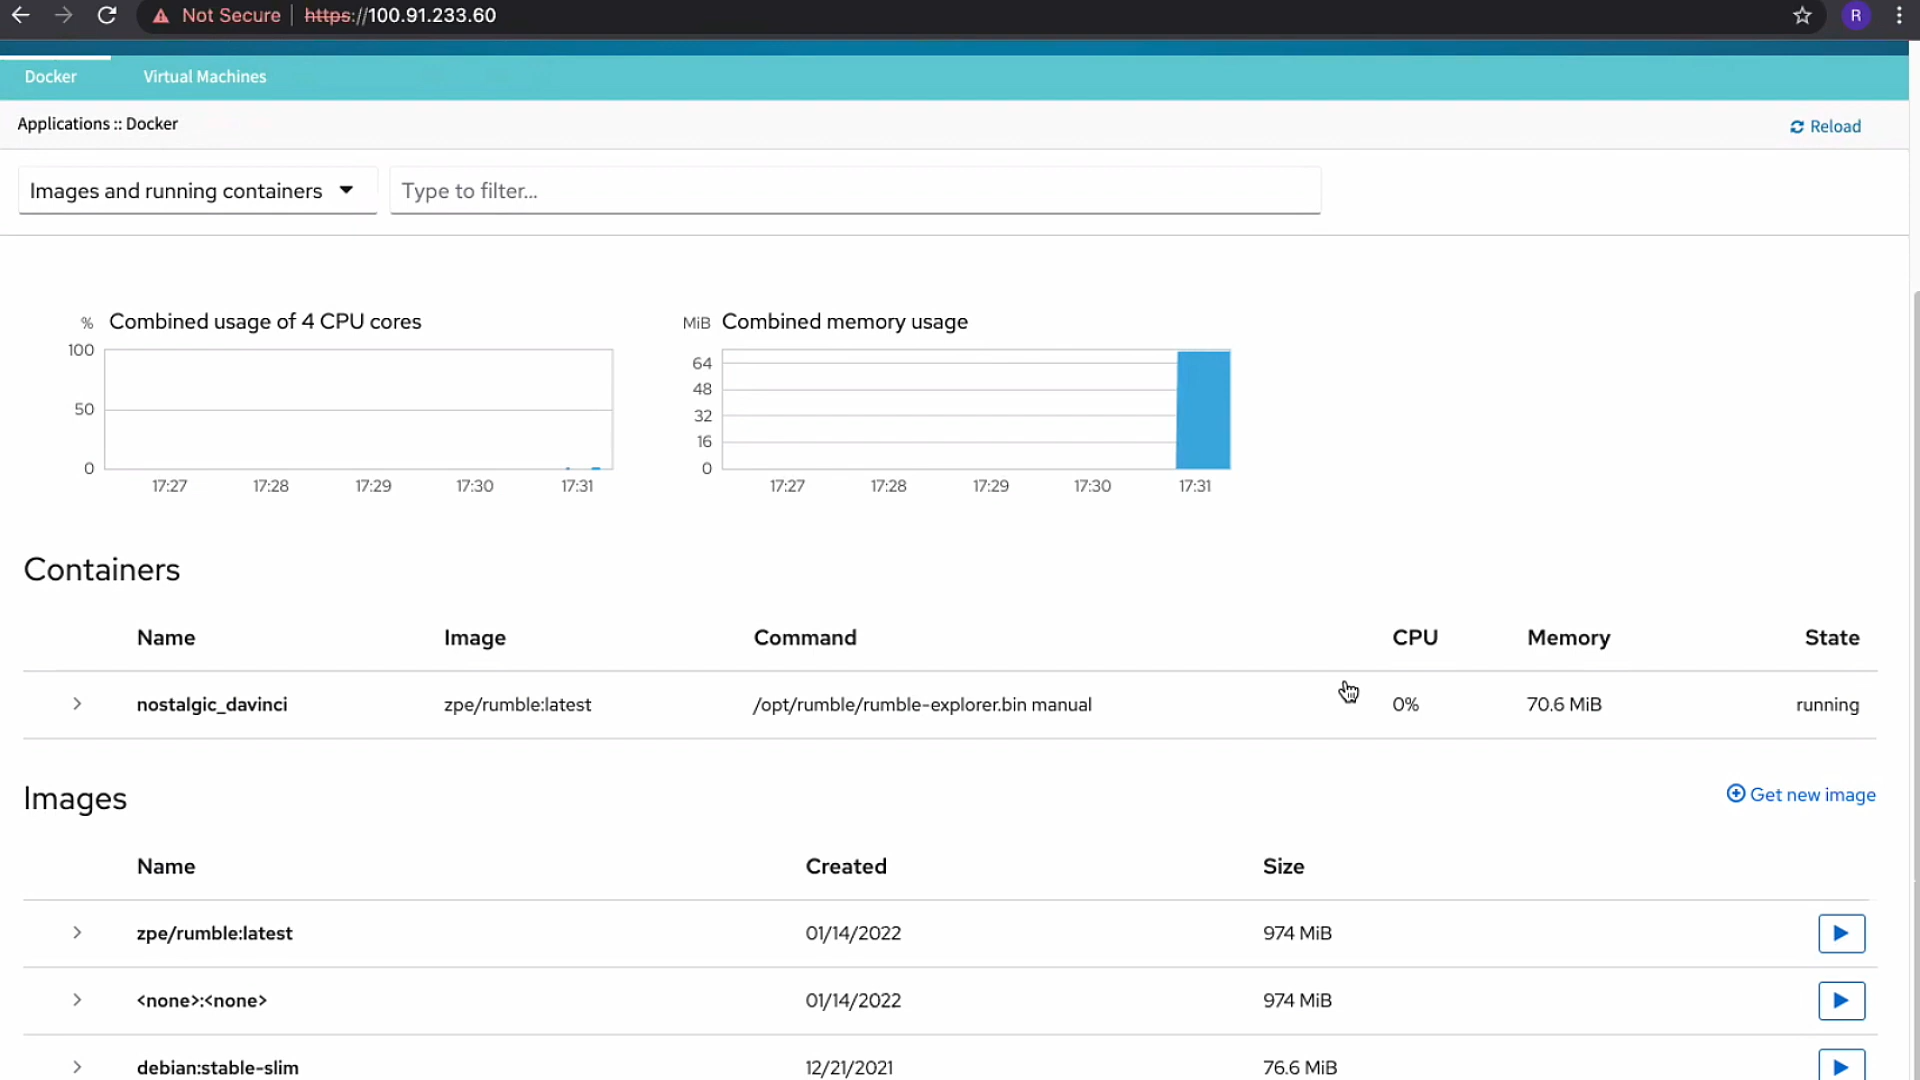 Not Secure https://100.91.233.60 R
Docker Virtual Machines
Applications :: Docker Reload
Images and running containers Type to filter...
% Combined usage of 4 CPU cores MiB Combined memory usage
100
50
0
17:27 17:28 17:29 17:30 17:31
64
48
32
16
0
17:27 17:28 17:29 17:30 17:31
Containers
Name Image Command CPU Memory State
nostalgic_davinci zpe/rumble:latest /opt/rumble/rumble-explorer.bin manual 0% 70.6 MiB running
Images Get new image
Name Created Size
zpe/rumble:latest 01/14/2022 974 MiB
<none>:<none> 01/14/2022 974 MiB
debian:stable-slim 12/21/2021 76.6 MiB